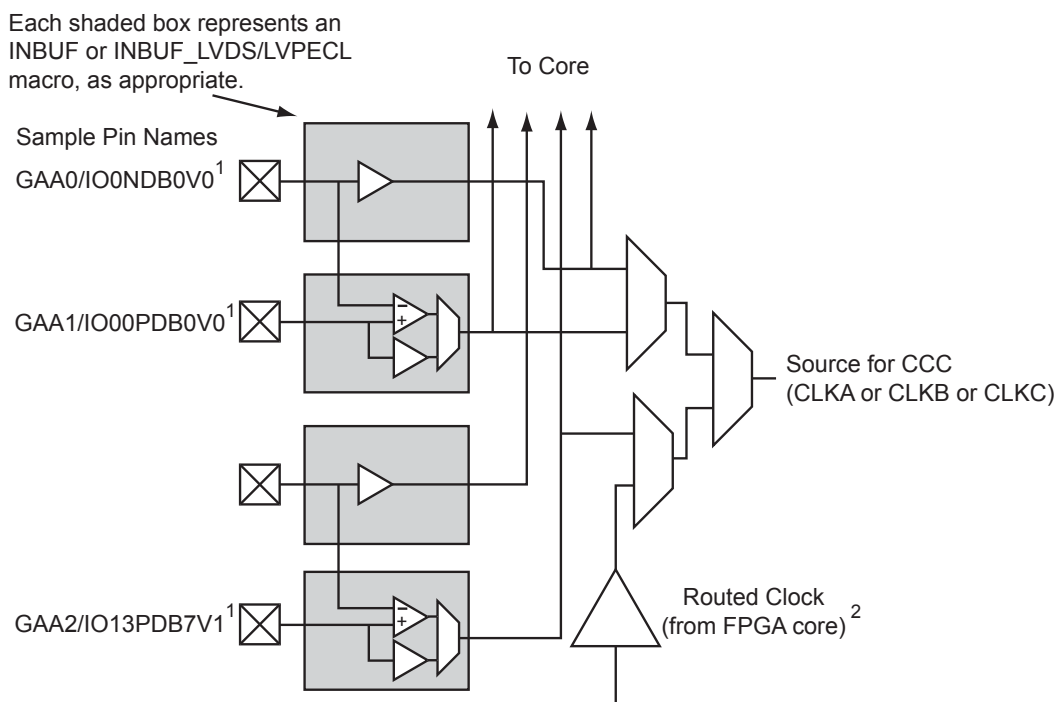 Each shaded box represents an
INBUF or INBUF_LVDS/LVPECL
macro, as appropriate.
To Core
Sample Pin Names
GAA0/IO0NDB0V0¹
GAA1/IO00PDB0V0¹
− +
Source for CCC
(CLKA or CLKB or CLKC)
GAA2/IO13PDB7V1¹
− +
Routed Clock
(from FPGA core)²